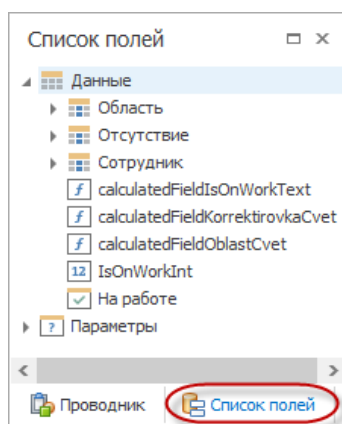 Список полей
Данные
Область
Отсутствие
Сотрудник
calculatedFieldIsOnWorkText
calculatedFieldKorrektirovkaCvet
calculatedFieldOblastCvet
12 IsOnWorkInt
На работе
? Параметры
Проводник Список полей